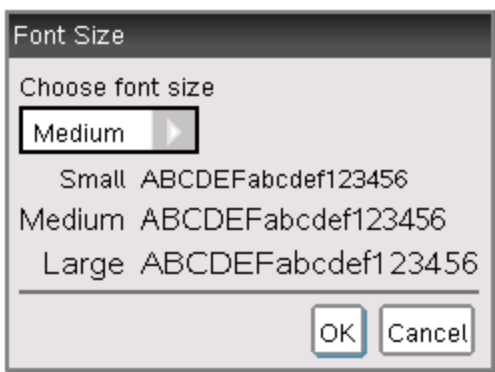 Font Size
Choose font size
Medium
Small ABCDEFabcdef123456
Medium ABCDEFabcdef123456
Large ABCDEFabcdef123456
OK Cancel